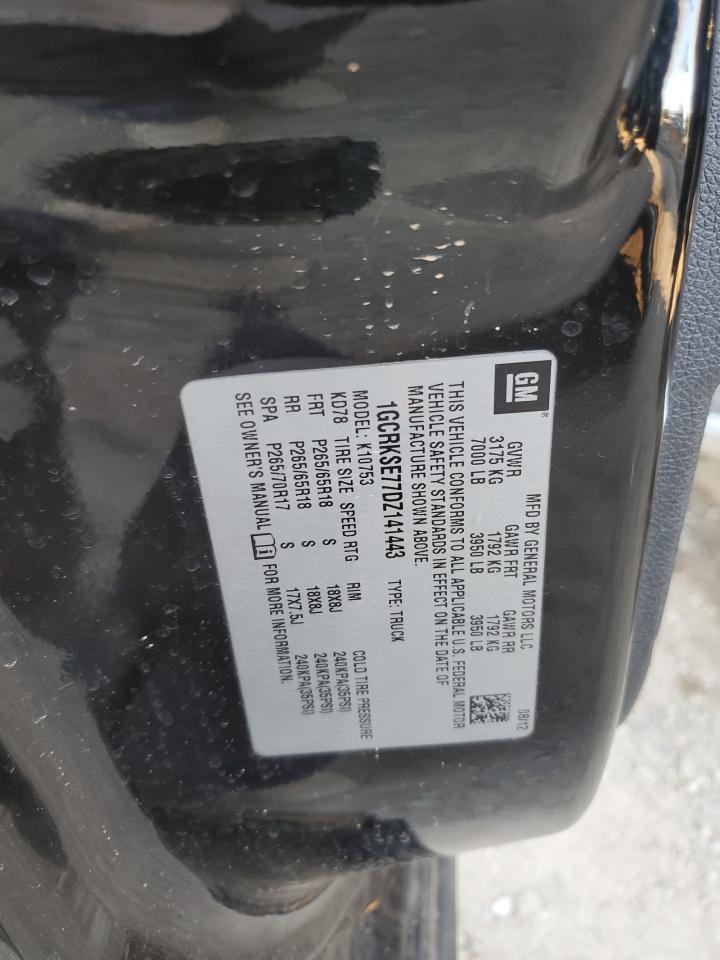 GM
MFD BY GENERAL MOTORS LLC 08/12
GVWR GAWR FRT GAWR RR
3175 KG 1792 KG 1792 KG
7000 LB 3950 LB 3950 LB
THIS VEHICLE CONFORMS TO ALL APPLICABLE U.S. FEDERAL MOTOR
VEHICLE SAFETY STANDARDS IN EFFECT ON THE DATE OF
MANUFACTURE SHOWN ABOVE.
1GCRKSE77DZ141443 TYPE: TRUCK
MODEL: K10753
KD78 TIRE SIZE SPEED RTG RIM COLD TIRE PRESSURE
FRT P265/65R18 S 18X8J 240KPA(35PSI)
RR P265/65R18 S 18X8J 240KPA(35PSI)
SPA P265/70R17 S 17X7.5J 240KPA(35PSI)
SEE OWNER'S MANUAL FOR MORE INFORMATION.